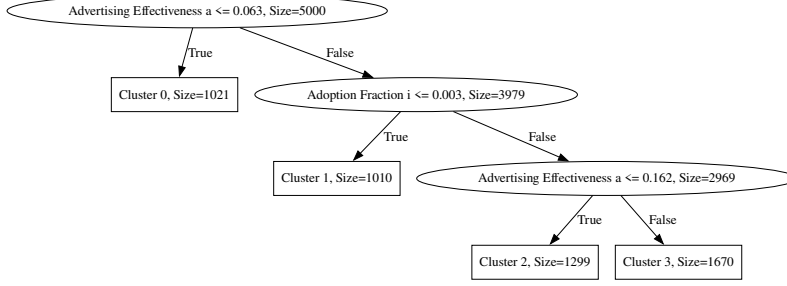 Advertising Effectiveness a <= 0.063, Size=5000
True
False
Cluster 0, Size=1021
Adoption Fraction i <= 0.003, Size=3979
True
False
Cluster 1, Size=1010
Advertising Effectiveness a <= 0.162, Size=2969
True
False
Cluster 2, Size=1299
Cluster 3, Size=1670